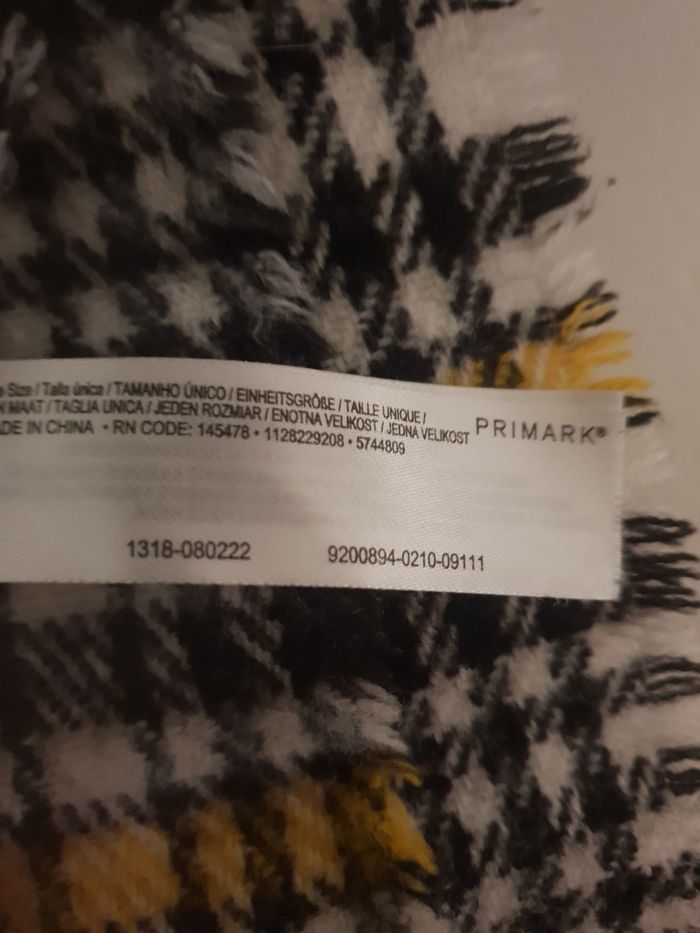 Size / Talla única / TAMANHO ÚNICO / EINHEITSGRÖßE / TAILLE UNIQUE /
MAAT / TAGLIA UNICA / JEDEN ROZMIAR / ENOTNA VELIKOST / JEDNA VELIKOST
DE IN CHINA • RN CODE: 145478 • 1128229208 • 5744809
PRIMARK®
1318-080222
9200894-0210-09111